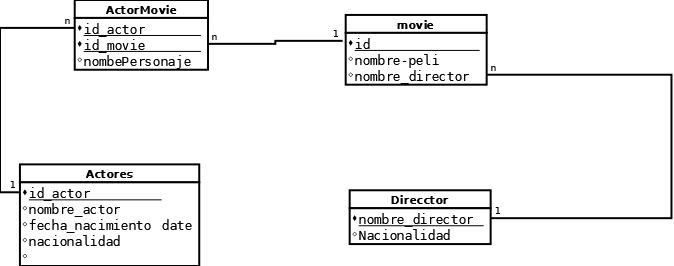 ActorMovie
id_actor
id_movie
nombePersonaje
n
n
1
movie
id
nombre-peli
nombre_director
n
1
Actores
id_actor
nombre_actor
fecha_nacimiento date
nacionalidad
Direcctor
nombre_director
Nacionalidad
1